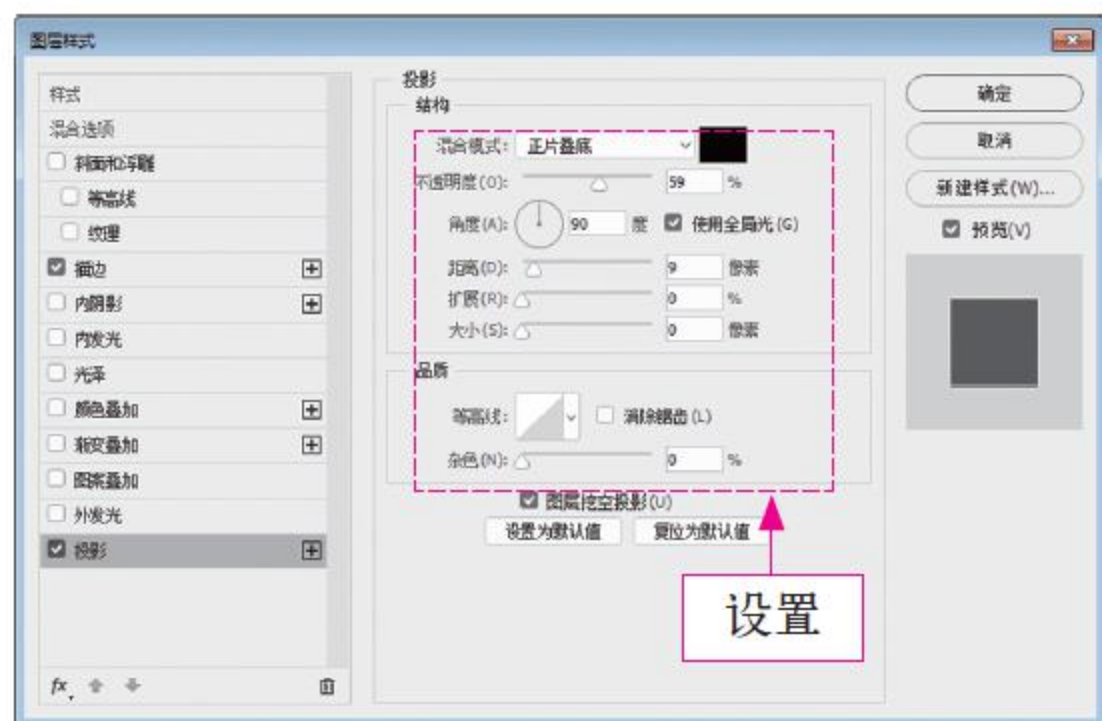 图层样式
样式
混合选项
斜面和浮雕
等高线
纹理
描边
内阴影
内发光
光泽
颜色叠加
渐变叠加
图案叠加
外发光
投影
fx
投影
结构
混合模式: 正片叠底
不透明度(O): 59 %
角度(A): 90 度 使用全局光(G)
距离(D): 9 像素
扩展(R): 0 %
大小(S): 0 像素
品质
等高线: 消除锯齿(L)
杂色(N): 0 %
图层挖空投影(U)
设置为默认值 复位为默认值
设置
确定
取消
新建样式(W)...
预览(V)